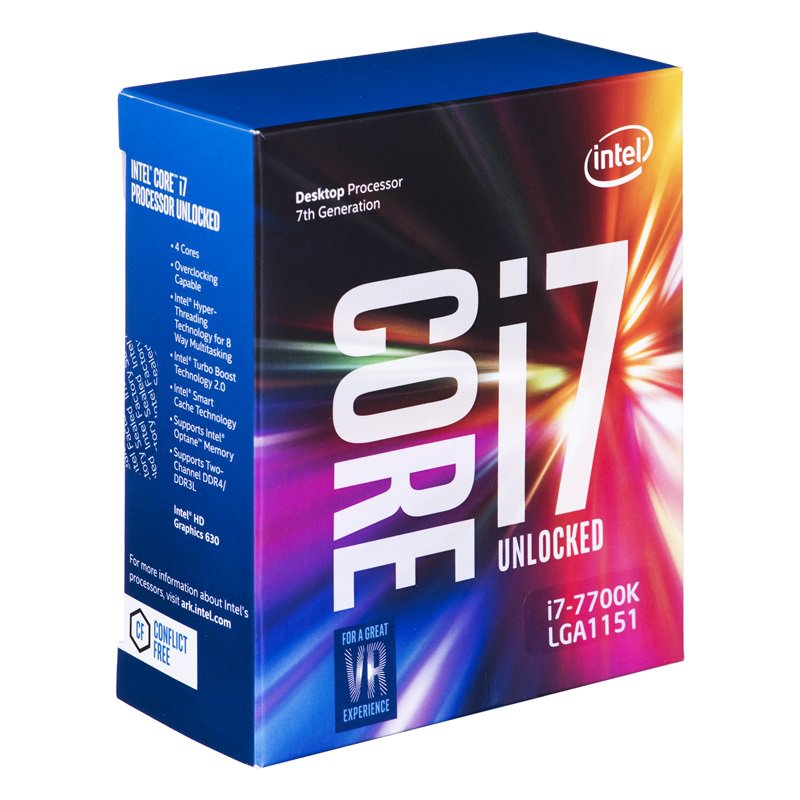 INTEL® CORE™ i7
PROCESSOR UNLOCKED
• 4 Cores
• Overclocking
Capable
• Intel® Hyper-
Threading
Technology for 8
Way Multitasking
• Intel® Turbo Boost
Technology 2.0
• Intel® Smart
Cache Technology
• Supports Intel®
Optane™ Memory
• Supports Two-
Channel DDR4/
DDR3L
Intel® HD
Graphics 630
For more information about Intel's
processors, visit ark.intel.com
CF
CONFLICT
FREE
intel
Desktop Processor
7th Generation
CORE
i7
UNLOCKED
i7-7700K
LGA1151
FOR A GREAT
VR
EXPERIENCE